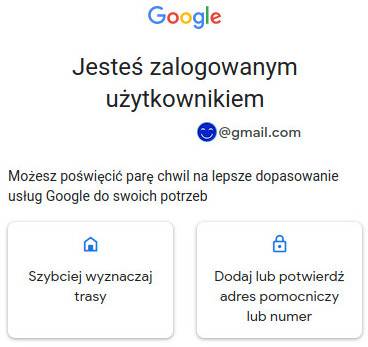 Google
Jesteś zalogowanym
użytkownikiem
@gmail.com
Możesz poświęcić parę chwil na lepsze dopasowanie
usług Google do swoich potrzeb
Szybciej wyznaczaj
trasy
Dodaj lub potwierdź
adres pomocniczy
lub numer